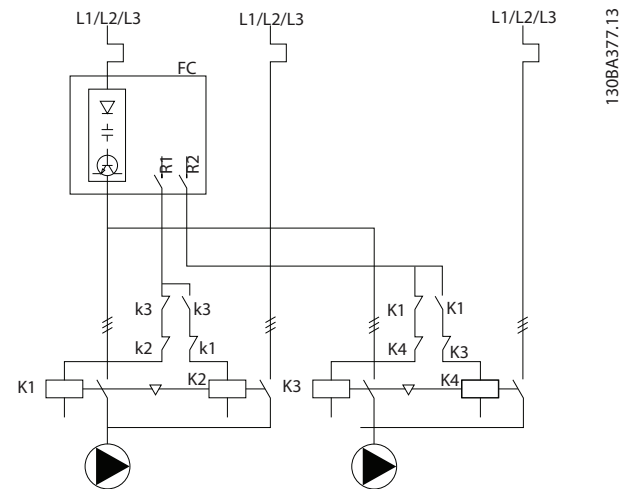 L1/L2/L3 L1/L2/L3 L1/L2/L3
130BA377.13
FC
R1 R2
k3 k3 K1 K1
k2 k1 K4 K3
K1 K2 K3 K4